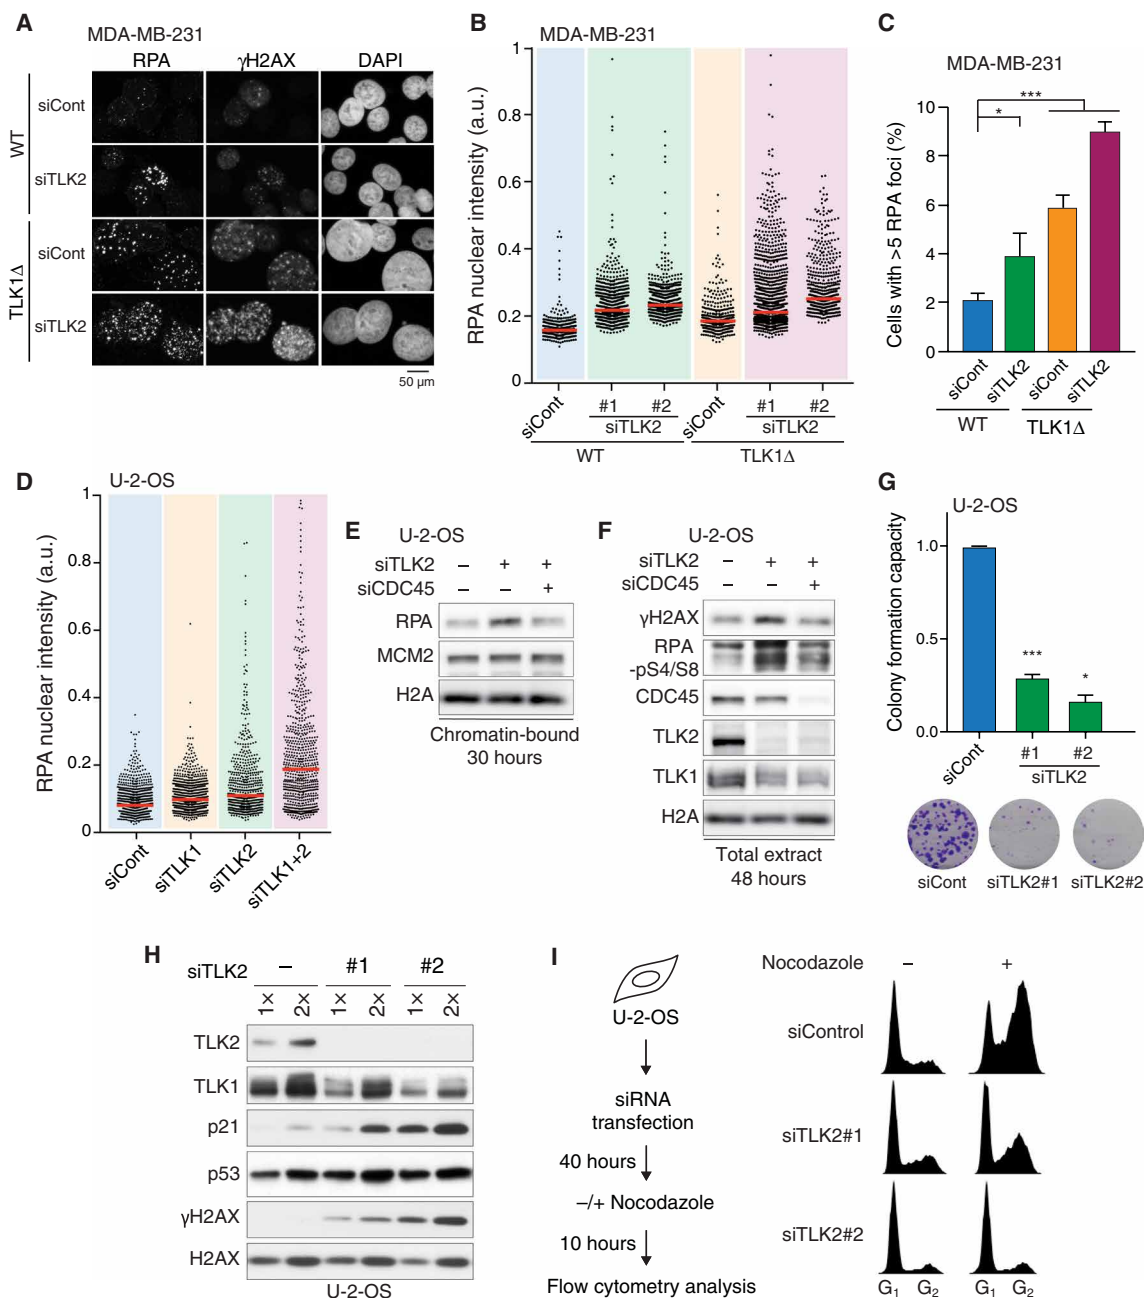 A
MDA-MB-231
RPA γH2AX DAPI
WT
siCont
siTLK2
TLK1Δ
siCont
siTLK2
50 µm
B
MDA-MB-231
RPA nuclear intensity (a.u.)
1
0.8
0.6
0.4
0.2
0
siCont #1 #2 siCont #1 #2
siTLK2 siTLK2
WT TLK1Δ
C
MDA-MB-231
Cells with >5 RPA foci (%)
10
8
6
4
2
0
***
*
siCont siTLK2 siCont siTLK2
WT TLK1Δ
D
U-2-OS
RPA nuclear intensity (a.u.)
1
0.8
0.6
0.4
0.2
0
siCont siTLK1 siTLK2 siTLK1+2
E
U-2-OS
siTLK2 – + +
siCDC45 – – +
RPA
MCM2
H2A
Chromatin-bound
30 hours
F
U-2-OS
siTLK2 – + +
siCDC45 – – +
γH2AX
RPA
-pS4/S8
CDC45
TLK2
TLK1
H2A
Total extract
48 hours
G
U-2-OS
Colony formation capacity
1.0
0.5
0.0
***
*
siCont #1 #2
siTLK2
siCont siTLK2#1 siTLK2#2
H
siTLK2 – #1 #2
1× 2× 1× 2× 1× 2×
TLK2
TLK1
p21
p53
γH2AX
H2AX
U-2-OS
I
U-2-OS
siRNA
transfection
40 hours
–/+ Nocodazole
10 hours
Flow cytometry analysis
Nocodazole – +
siControl
siTLK2#1
siTLK2#2
G1 G2 G1 G2